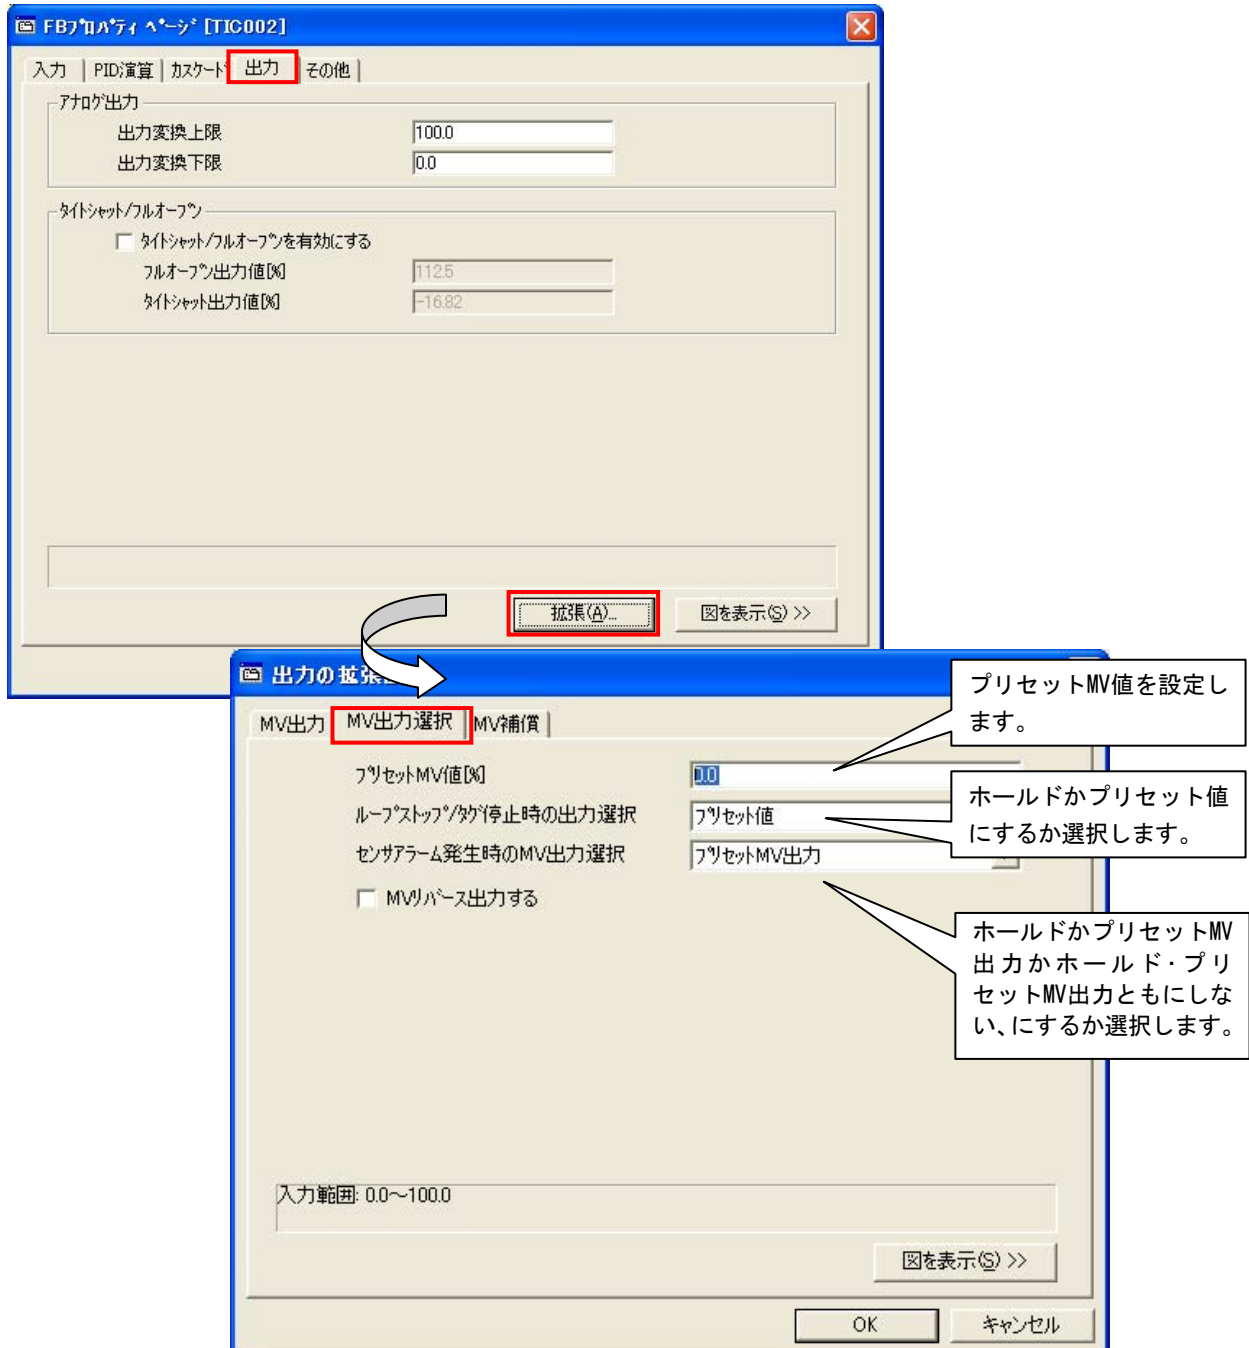 FBﾌﾟﾛﾊﾟﾃｨ ﾍﾟｰｼﾞ [TIC002]
入力 PID演算 ｶｽｹｰﾄﾞ 出力 その他
ｱﾅﾛｸﾞ出力
出力変換上限 100.0
出力変換下限 0.0
ﾀｲﾄｼｬｯﾄ/ﾌﾙｵｰﾌﾟﾝ
ﾀｲﾄｼｬｯﾄ/ﾌﾙｵｰﾌﾟﾝを有効にする
ﾌﾙｵｰﾌﾟﾝ出力値[%] 112.5
ﾀｲﾄｼｬｯﾄ出力値[%] -16.82
拡張(A)... 図を表示(S) >>
出力の拡張
MV出力 MV出力選択 MV補償
ﾌﾟﾘｾｯﾄMV値[%] 0.0
ﾙｰﾌﾟｽﾄｯﾌﾟ/ﾀｸﾞ停止時の出力選択 ﾌﾟﾘｾｯﾄ値
ｾﾝｻｱﾗｰﾑ発生時のMV出力選択 ﾌﾟﾘｾｯﾄMV出力
MVﾘﾊﾞｰｽ出力する
プリセットMV値を設定し
ます。
ホールドかプリセット値
にするか選択します。
ホールドかプリセットMV
出力かホールド・プリ
セットMV出力ともにしな
い、にするか選択します。
入力範囲: 0.0～100.0
図を表示(S) >>
OK キャンセル